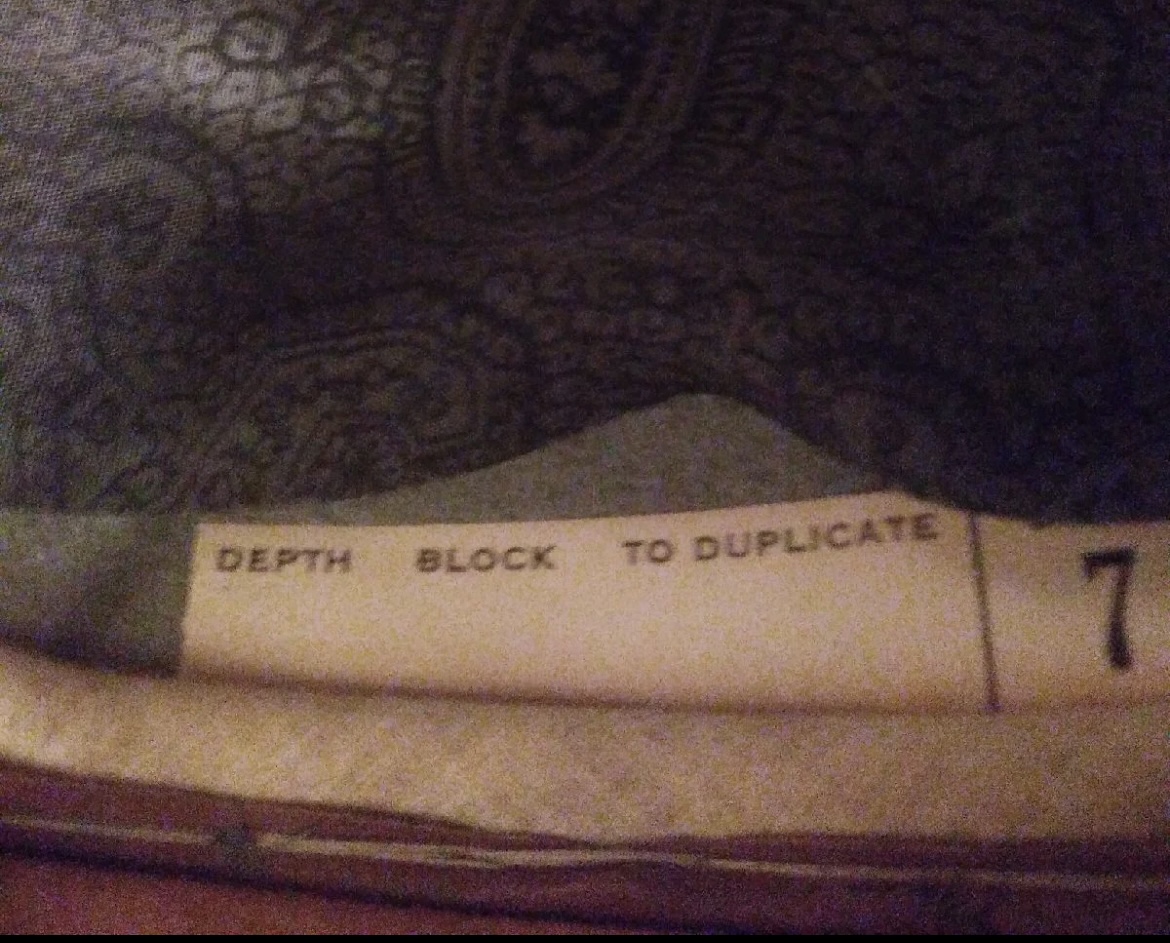 DEPTH BLOCK TO DUPLICATE 7